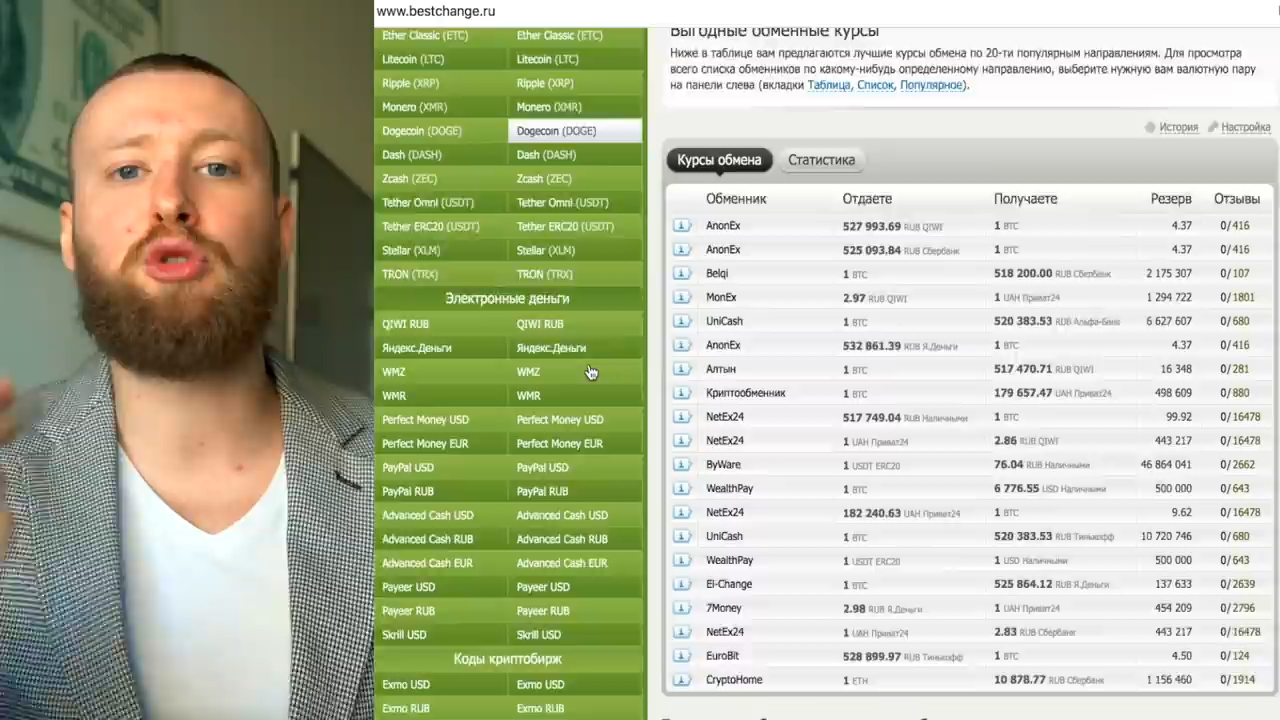 www.bestchange.ru
Ether Classic (ETC) Ether Classic (ETC)
Litecoin (LTC) Litecoin (LTC)
Ripple (XRP) Ripple (XRP)
Monero (XMR) Monero (XMR)
Dogecoin (DOGE) Dogecoin (DOGE)
Dash (DASH) Dash (DASH)
Zcash (ZEC) Zcash (ZEC)
Tether Omni (USDT) Tether Omni (USDT)
Tether ERC20 (USDT) Tether ERC20 (USDT)
Stellar (XLM) Stellar (XLM)
TRON (TRX) TRON (TRX)
Электронные деньги
QIWI RUB QIWI RUB
Яндекс.Деньги Яндекс.Деньги
WMZ WMZ
WMR WMR
Perfect Money USD Perfect Money USD
Perfect Money EUR Perfect Money EUR
PayPal USD PayPal USD
PayPal RUB PayPal RUB
Advanced Cash USD Advanced Cash USD
Advanced Cash RUB Advanced Cash RUB
Advanced Cash EUR Advanced Cash EUR
Payeer USD Payeer USD
Payeer RUB Payeer RUB
Skrill USD Skrill USD
Коды криптобирж
Exmo USD Exmo USD
Exmo RUB Exmo RUB
Выгодные обменные курсы
Ниже в таблице вам предлагаются лучшие курсы обмена по 20-ти популярным направлениям. Для просмотра
всего списка обменников по какому-нибудь определенному направлению, выберите нужную вам валютную пару
на панели слева (вкладки Таблица, Список, Популярное).
История Настройка
Курсы обмена Статистика
Обменник Отдаете Получаете Резерв Отзывы
AnonEx 527 993.69 RUB QIWI 1 BTC 4.37 0/416
AnonEx 525 093.84 RUB Сбербанк 1 BTC 4.37 0/416
Belqi 1 BTC 518 200.00 RUB Сбербанк 2 175 307 0/107
MonEx 2.97 RUB QIWI 1 UAH Приват24 1 294 722 0/1801
UniCash 1 BTC 520 383.53 RUB Альфа-Банк 6 627 607 0/680
AnonEx 532 861.39 RUB Я.Деньги 1 BTC 4.37 0/416
Алтын 1 BTC 517 470.71 RUB QIWI 16 348 0/281
Криптообменник 1 BTC 179 657.47 UAH Приват24 498 609 0/880
NetEx24 517 749.04 RUB Наличными 1 BTC 99.92 0/16478
NetEx24 1 UAH Приват24 2.86 RUB QIWI 443 217 0/16478
ByWare 1 USDT ERC20 76.04 RUB Наличными 46 864 041 0/2662
WealthPay 1 BTC 6 776.55 USD Наличными 500 000 0/643
NetEx24 182 240.63 UAH Приват24 1 BTC 9.62 0/16478
UniCash 1 BTC 520 383.53 RUB Тинькофф 10 720 746 0/680
WealthPay 1 USDT ERC20 1 USD Наличными 500 000 0/643
El-Change 1 BTC 525 864.12 RUB Я.Деньги 137 633 0/2639
7Money 2.98 RUB Я.Деньги 1 UAH Приват24 454 209 0/2796
NetEx24 1 UAH Приват24 2.83 RUB Сбербанк 443 217 0/16478
EuroBit 528 899.97 RUB Тинькофф 1 BTC 4.50 0/124
CryptoHome 1 ETH 10 878.77 RUB Сбербанк 1 156 460 0/1914